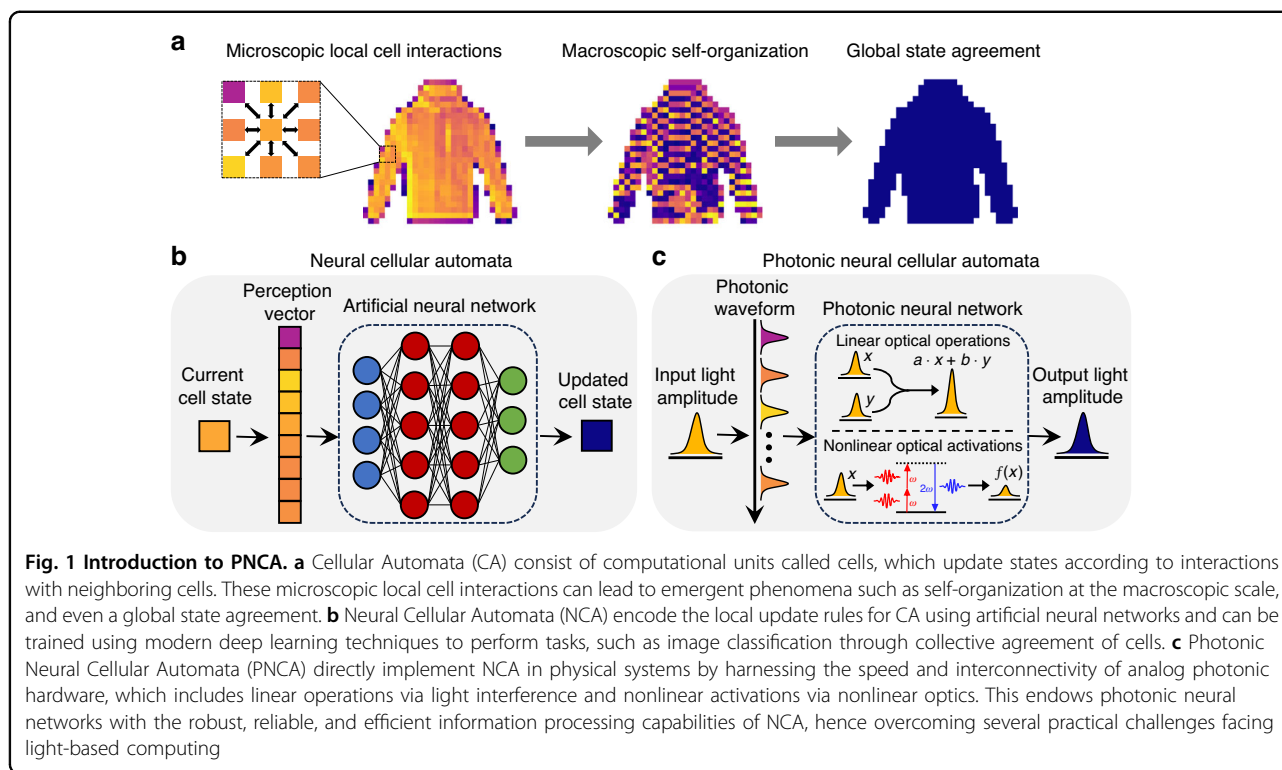 a
Microscopic local cell interactions
Macroscopic self-organization
Global state agreement
b
Neural cellular automata
Perception
vector
Artificial neural network
Current
cell state
Updated
cell state
c
Photonic neural cellular automata
Photonic
waveform
Photonic neural network
Linear optical operations
x
a · x + b · y
y
Input light
amplitude
Output light
amplitude
Nonlinear optical activations
x
ω
ω
2ω
f(x)
Fig. 1 Introduction to PNCA. a Cellular Automata (CA) consist of computational units called cells, which update states according to interactions
with neighboring cells. These microscopic local cell interactions can lead to emergent phenomena such as self-organization at the macroscopic scale,
and even a global state agreement. b Neural Cellular Automata (NCA) encode the local update rules for CA using artificial neural networks and can be
trained using modern deep learning techniques to perform tasks, such as image classification through collective agreement of cells. c Photonic
Neural Cellular Automata (PNCA) directly implement NCA in physical systems by harnessing the speed and interconnectivity of analog photonic
hardware, which includes linear operations via light interference and nonlinear activations via nonlinear optics. This endows photonic neural
networks with the robust, reliable, and efficient information processing capabilities of NCA, hence overcoming several practical challenges facing
light-based computing